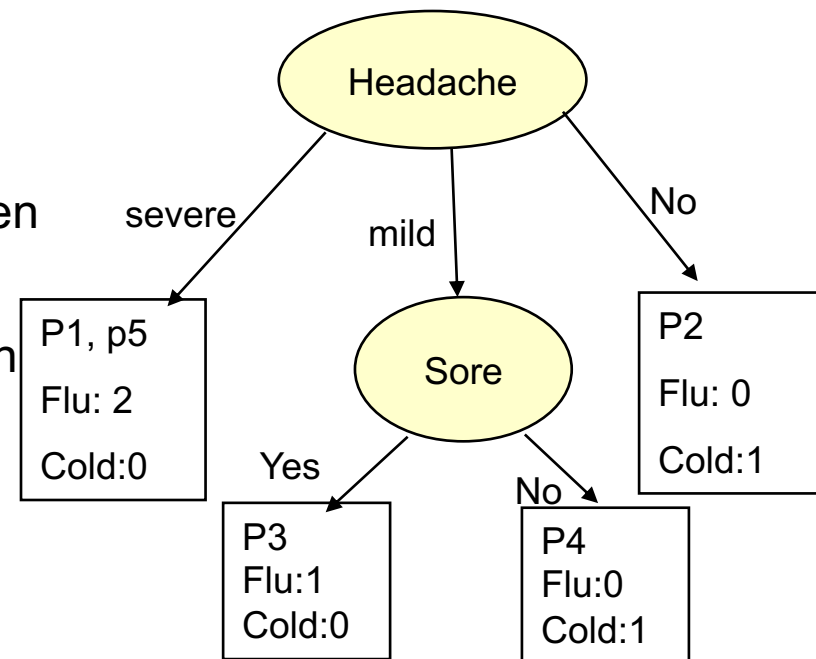 Headache
en
severe
mild
No
P1, p5
Flu: 2
Cold:0
n
Sore
P2
Flu: 0
Cold:1
Yes
No
P3
Flu:1
Cold:0
P4
Flu:0
Cold:1